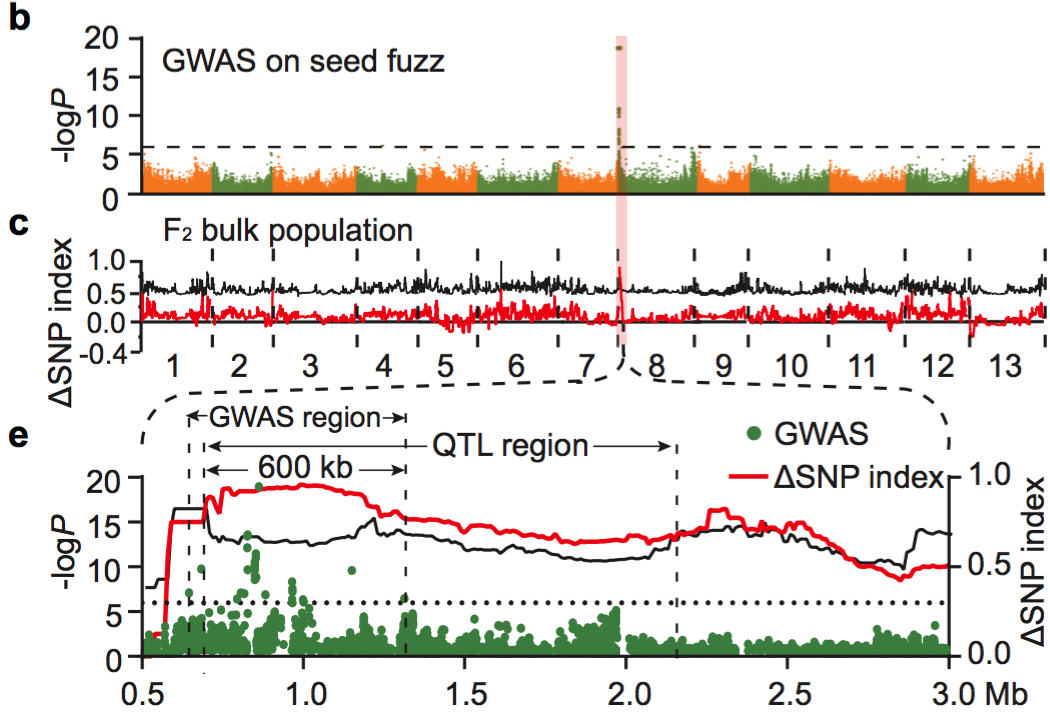 b
GWAS on seed fuzz
-logP
20
15
10
5
0
c
F2 bulk population
ΔSNP index
1.0
0.5
0.0
-0.4
1 2 3 4 5 6 7 8 9 10 11 12 13
e
GWAS region
QTL region
600 kb
GWAS
ΔSNP index
-logP
20
15
10
5
0
1.0
0.5
0.0
ΔSNP index
0.5 1.0 1.5 2.0 2.5 3.0 Mb